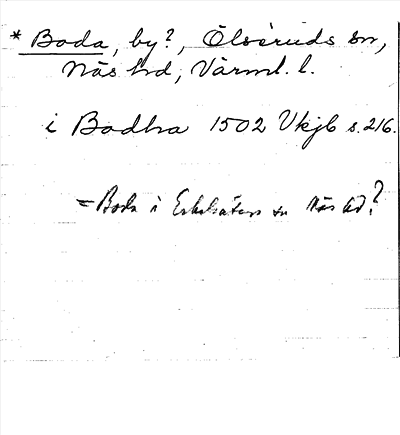 * Boda, by?, Ölseruds sn,
Näs hd, Värml. l.
i Bodha 1502 Vkjb s. 216.
= Boda i Eskilsäters sn Näs hd?